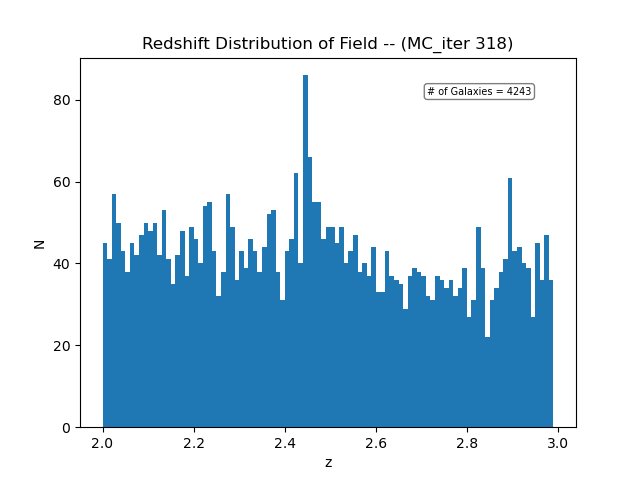 Redshift Distribution of Field -- (MC_iter 318)
# of Galaxies = 4243
80
60
40
20
0
N
2.0 2.2 2.4 2.6 2.8 3.0
z